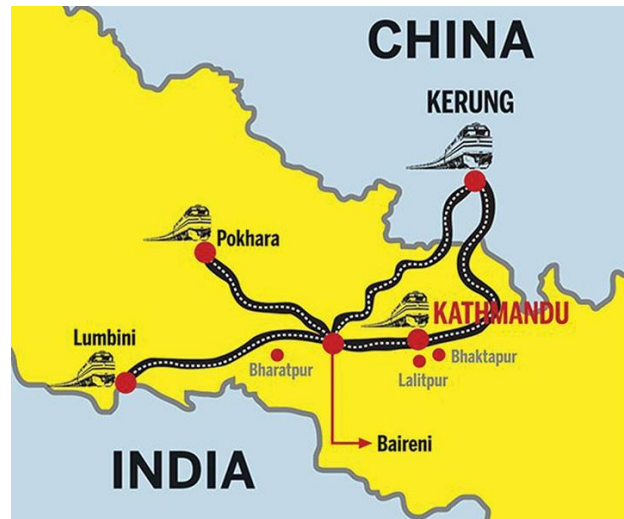 CHINA
KERUNG
Pokhara
KATHMANDU
Lumbini
Bharatpur
Bhaktapur
Lalitpur
Baireni
INDIA